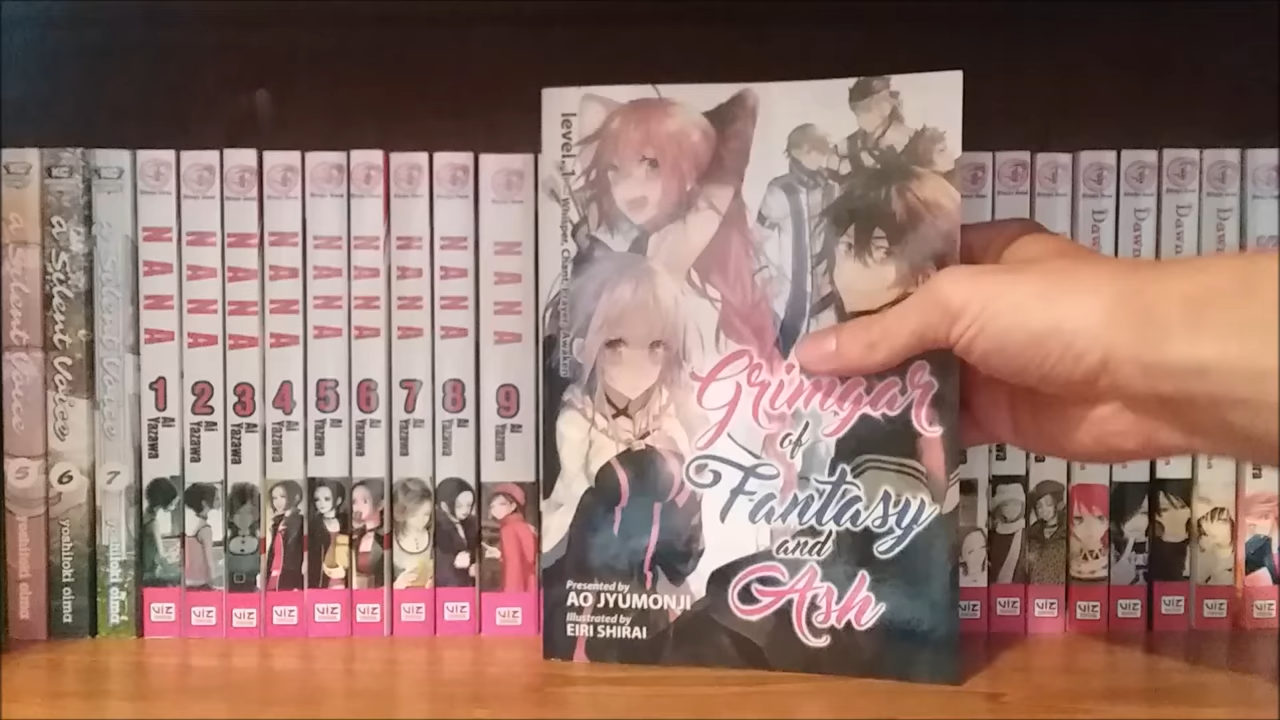 a Silent Voice
5
yoshitoki oima
a Silent Voice
6
yoshitoki oima
a Silent Voice
7
yoshitoki oima
NANA
1
Ai Yazawa
VIZ
NANA
2
Ai Yazawa
VIZ
NANA
3
Ai Yazawa
VIZ
NANA
4
Ai Yazawa
VIZ
NANA
5
Ai Yazawa
VIZ
NANA
6
Ai Yazawa
VIZ
NANA
7
Ai Yazawa
VIZ
NANA
8
Ai Yazawa
VIZ
NANA
9
Ai Yazawa
VIZ
level. 1 Whisper, Chant, Prayer, Awaken
Grimgar
of
Fantasy
and
Ash
Presented by
AO JYUMONJI
Illustrated by
EIRI SHIRAI
VIZ
VIZ
VIZ
Dawn
VIZ
Dawn
VIZ
Dawn
VIZ
Dawn
VIZ
VIZ